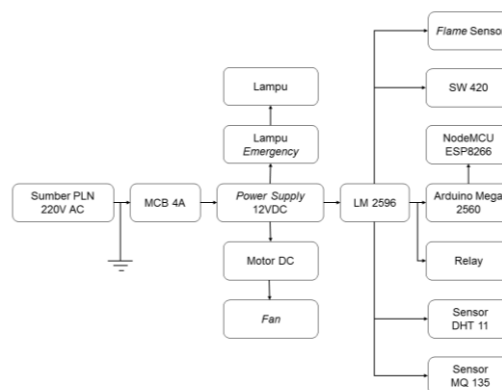 Flame Sensor
Lampu
SW 420
Lampu
Emergency
NodeMCU
ESP8266
Sumber PLN
220V AC
MCB 4A
Power Supply
12VDC
LM 2596
Arduino Mega
2560
Motor DC
Relay
Fan
Sensor
DHT 11
Sensor
MQ 135